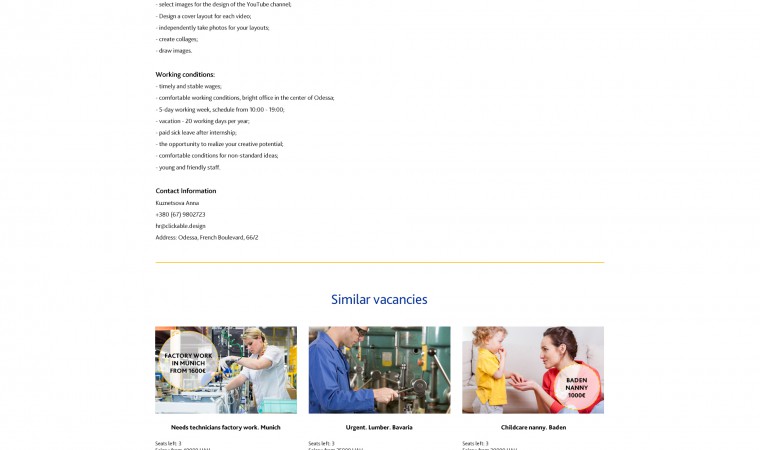 - select images for the design of the YouTube channel;
- Design a cover layout for each video;
- independently take photos for your layouts;
- create collages;
- draw images.
Working conditions:
- timely and stable wages;
- comfortable working conditions, bright office in the center of Odessa;
- 5-day working week, schedule from 10:00 - 19:00;
- vacation - 20 working days per year;
- paid sick leave after internship;
- the opportunity to realize your creative potential;
- comfortable conditions for non-standard ideas;
- young and friendly staff.
Contact Information
Kuznetsova Anna
+380 (67) 9802723
hr@clickable.design
Address: Odessa, French Boulevard, 66/2
Similar vacancies
FACTORY WORK
IN MUNICH
FROM 1600€
BADEN
NANNY
1000€
Needs technicians factory work. Munich
Urgent. Lumber. Bavaria
Childcare nanny. Baden
Seats left: 3
Seats left: 3
Seats left: 3